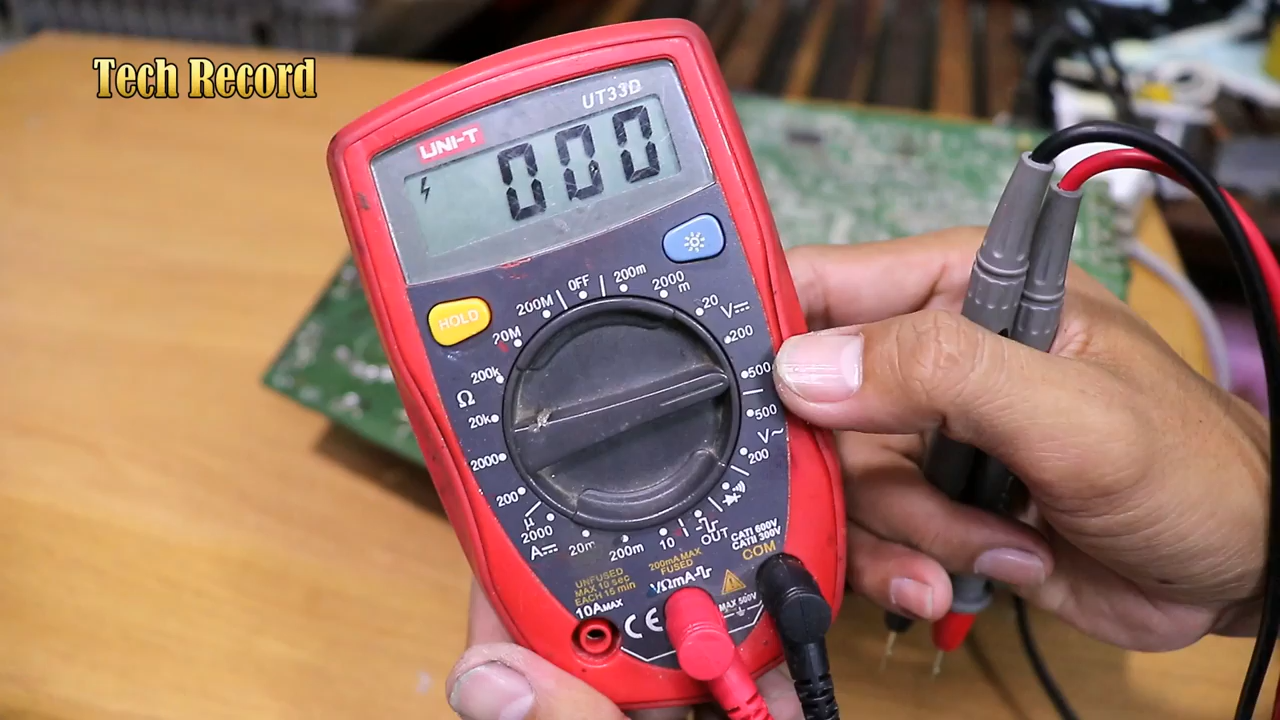 Tech Record
UT33D
UNI-T
000
HOLD
OFF
200m
2000
m
20
V
200
500
500
V~
200
200M
20M
200k
Ω
20k
2000
200
µ
2000
A
20m
200m
10
OUT
CATI 600V
CATII 300V
COM
UNFUSED
MAX 10 sec
EACH 15 min
10A MAX
200mA MAX
FUSED
VΩmA
CE
MAX 500V